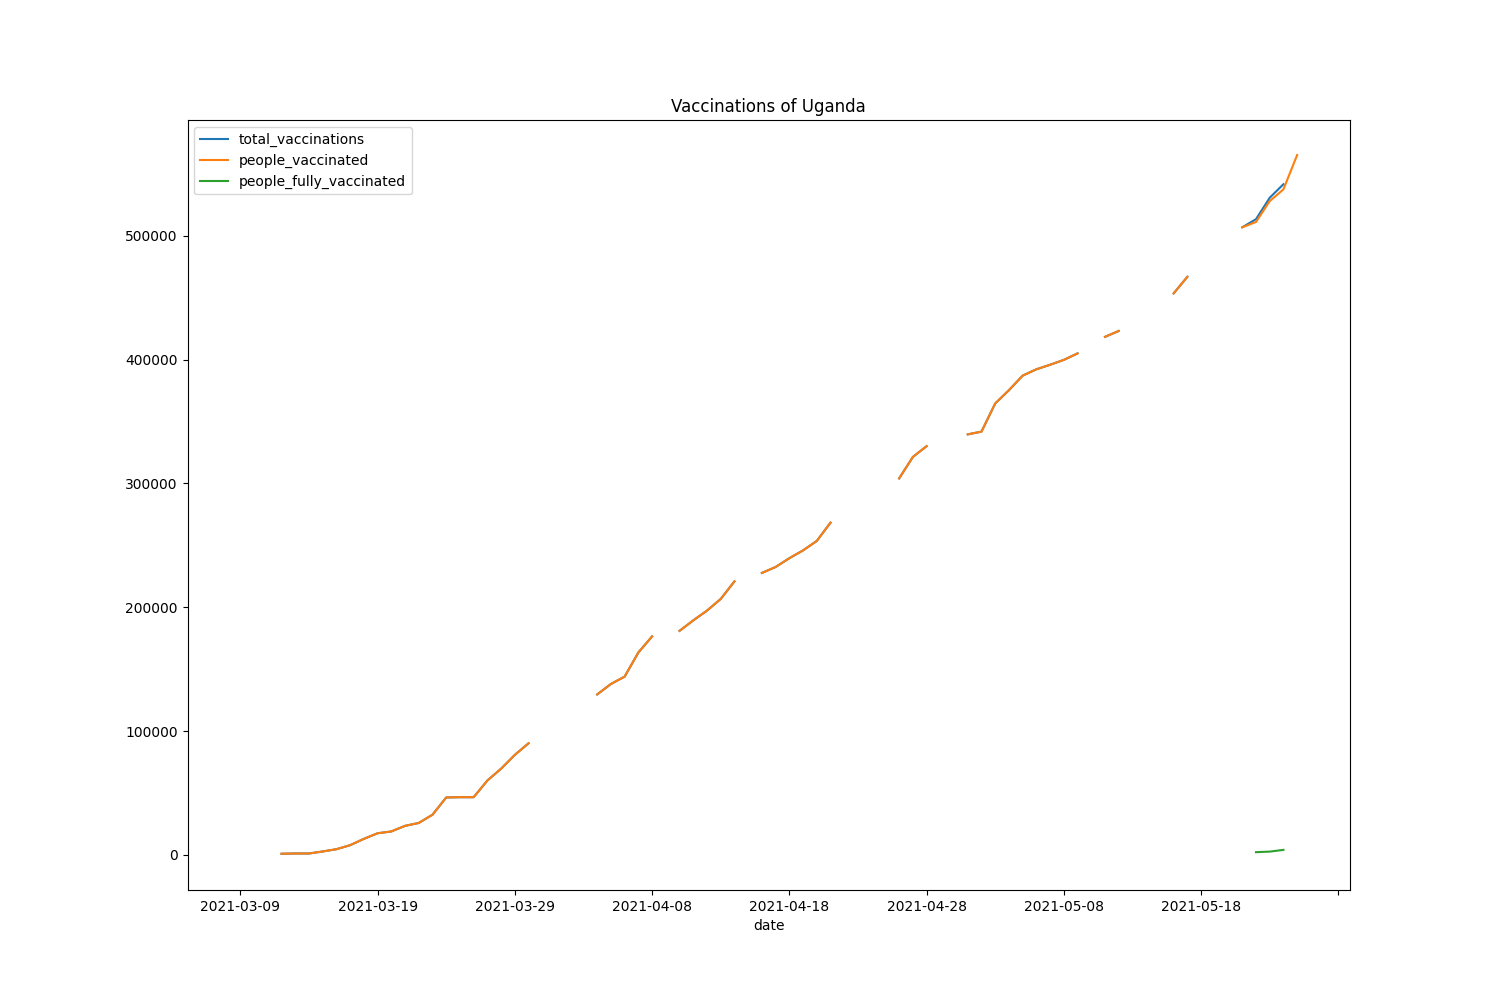 Vaccinations of Uganda
total_vaccinations
people_vaccinated
people_fully_vaccinated
500000
400000
300000
200000
100000
0
2021-03-09 2021-03-19 2021-03-29 2021-04-08 2021-04-18 2021-04-28 2021-05-08 2021-05-18
date